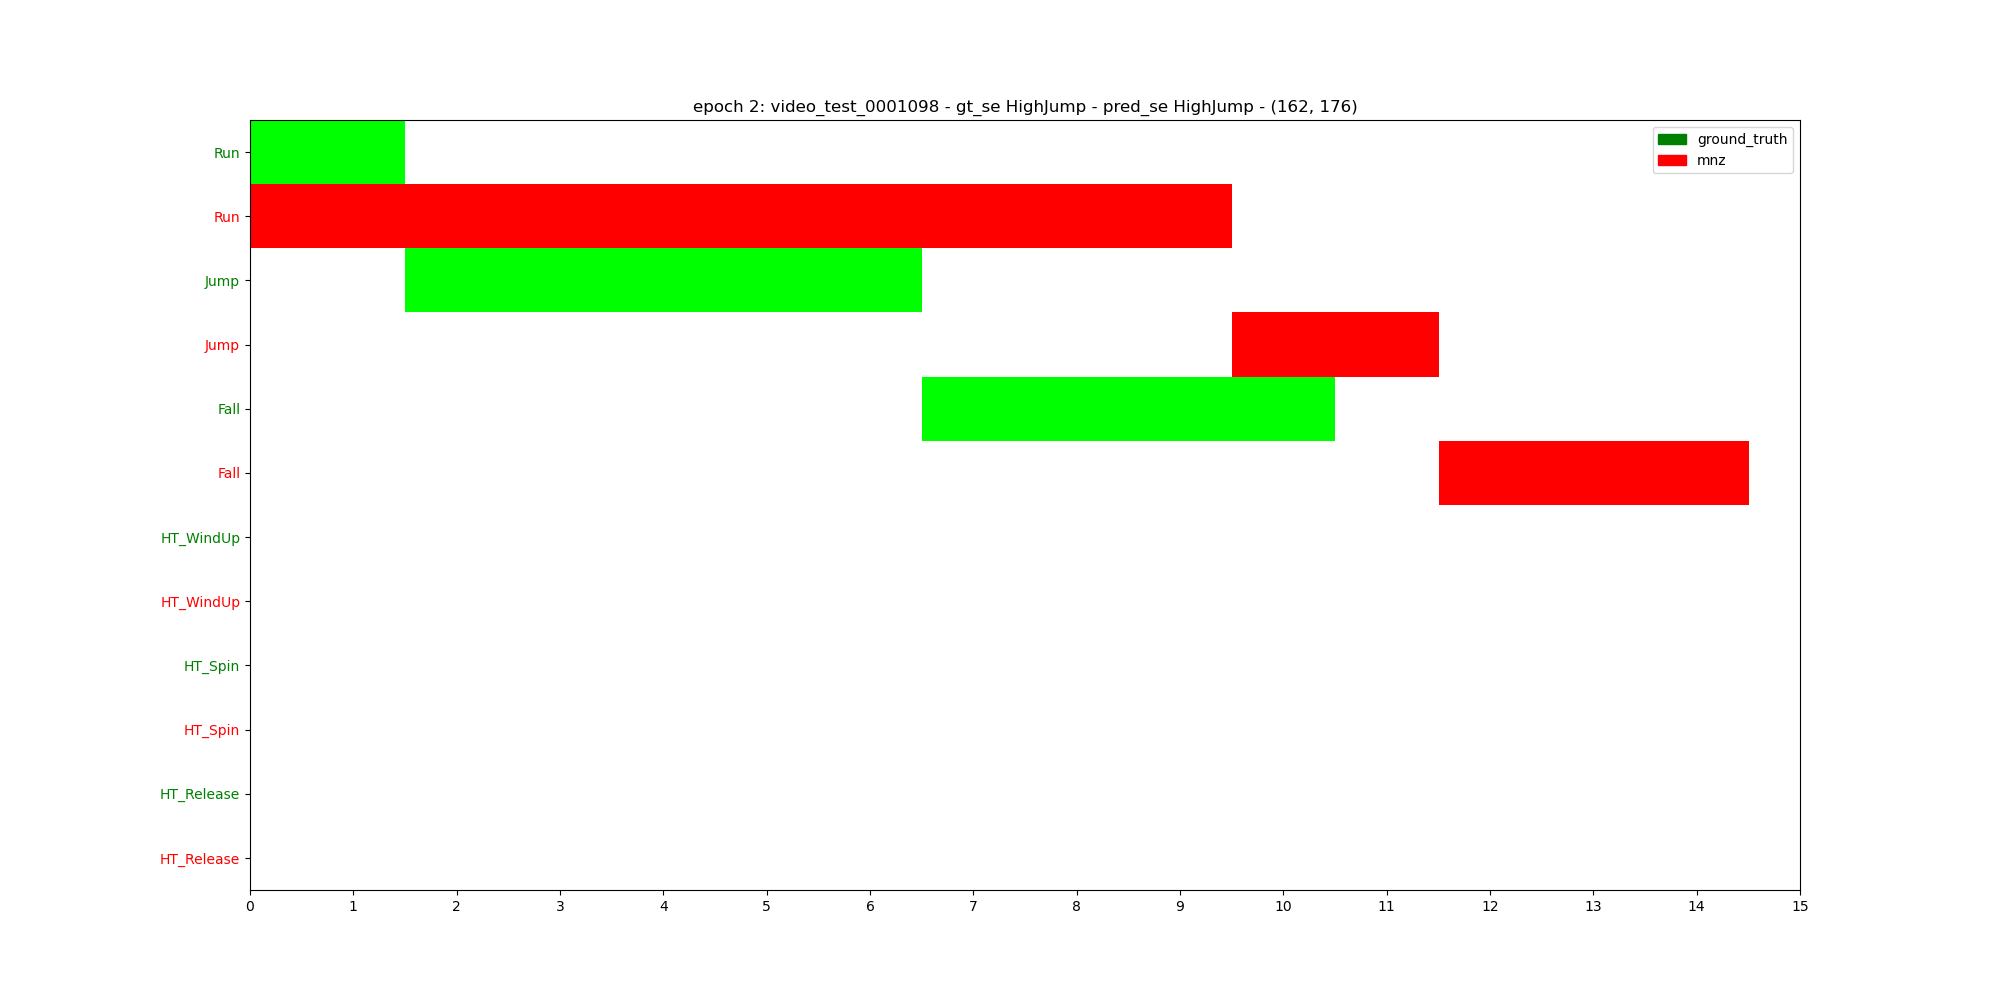 epoch 2: video_test_0001098 - gt_se HighJump - pred_se HighJump - (162, 176)
ground_truth
mnz
Run
Run
Jump
Jump
Fall
Fall
HT_WindUp
HT_WindUp
HT_Spin
HT_Spin
HT_Release
HT_Release
0 1 2 3 4 5 6 7 8 9 10 11 12 13 14 15